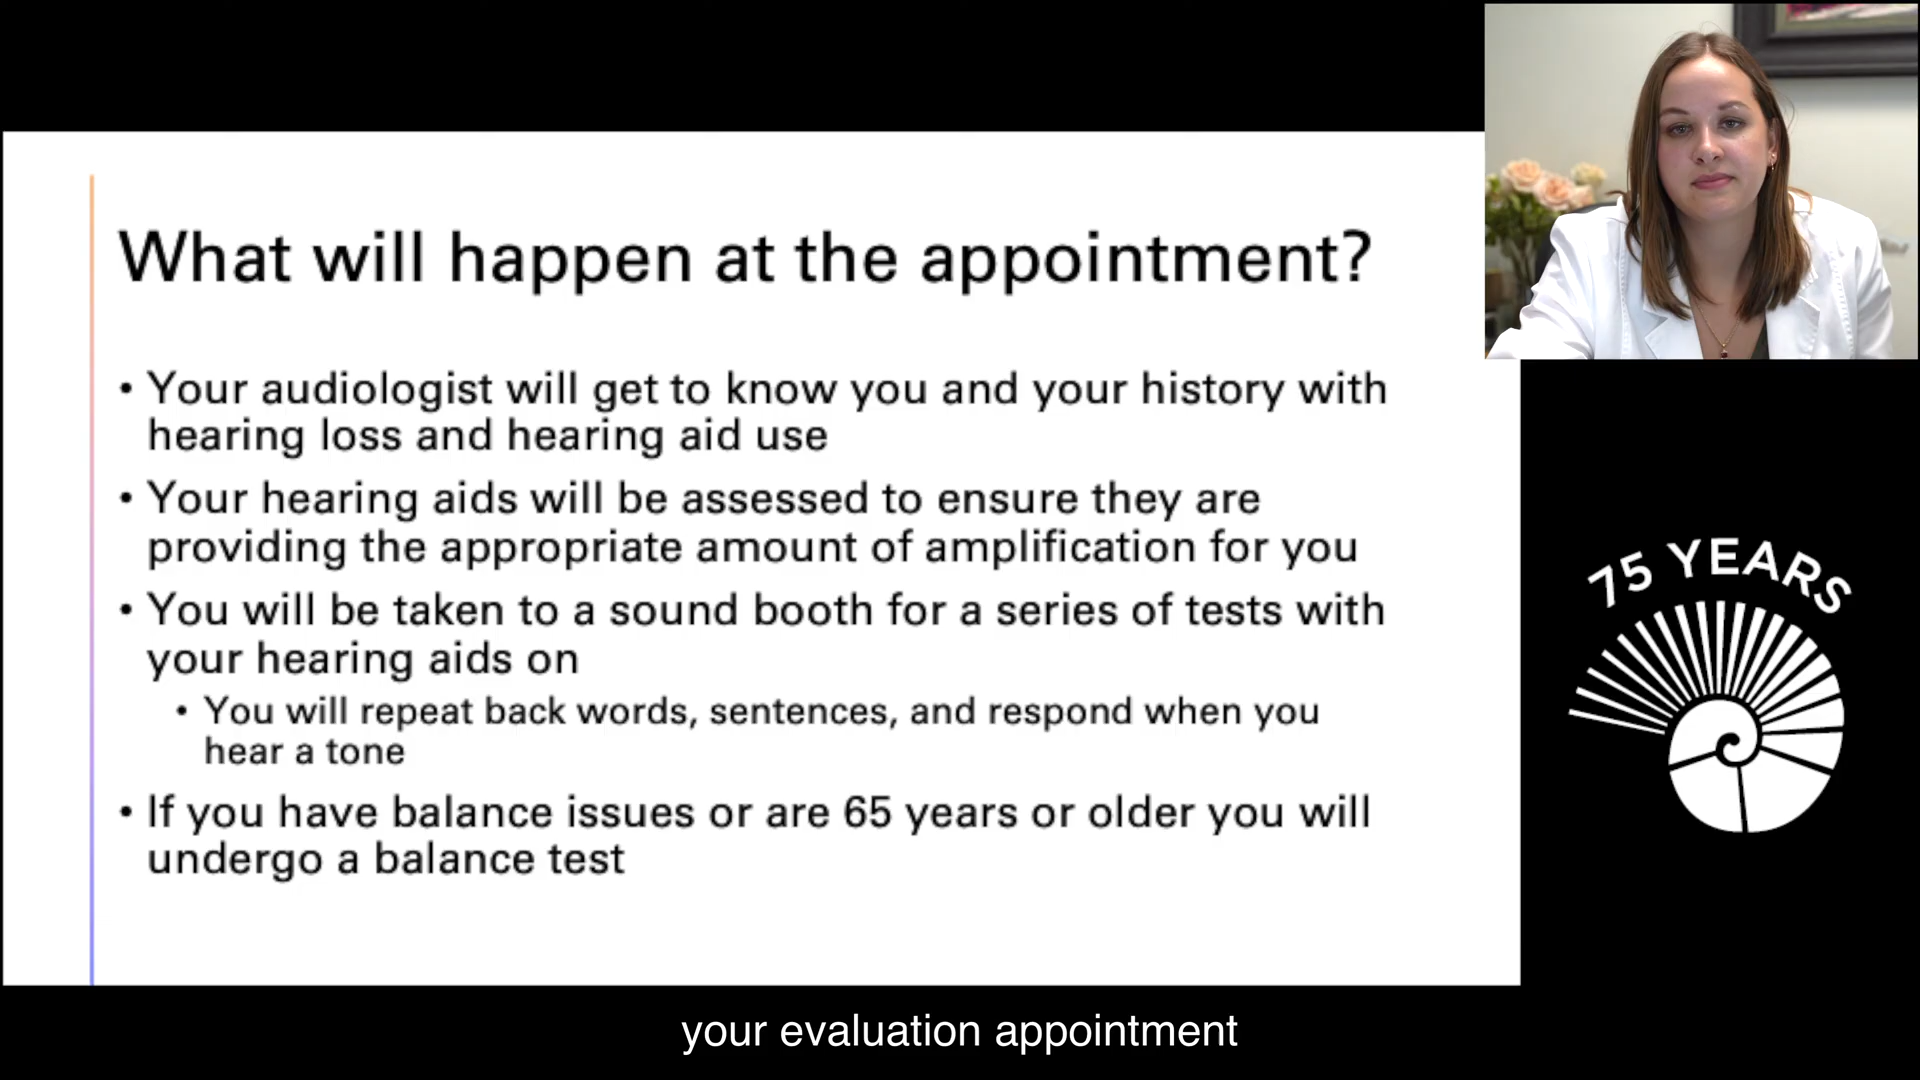 What will happen at the appointment?
• Your audiologist will get to know you and your history with
hearing loss and hearing aid use
• Your hearing aids will be assessed to ensure they are
providing the appropriate amount of amplification for you
• You will be taken to a sound booth for a series of tests with
your hearing aids on
• You will repeat back words, sentences, and respond when you
hear a tone
• If you have balance issues or are 65 years or older you will
undergo a balance test
75 YEARS
your evaluation appointment